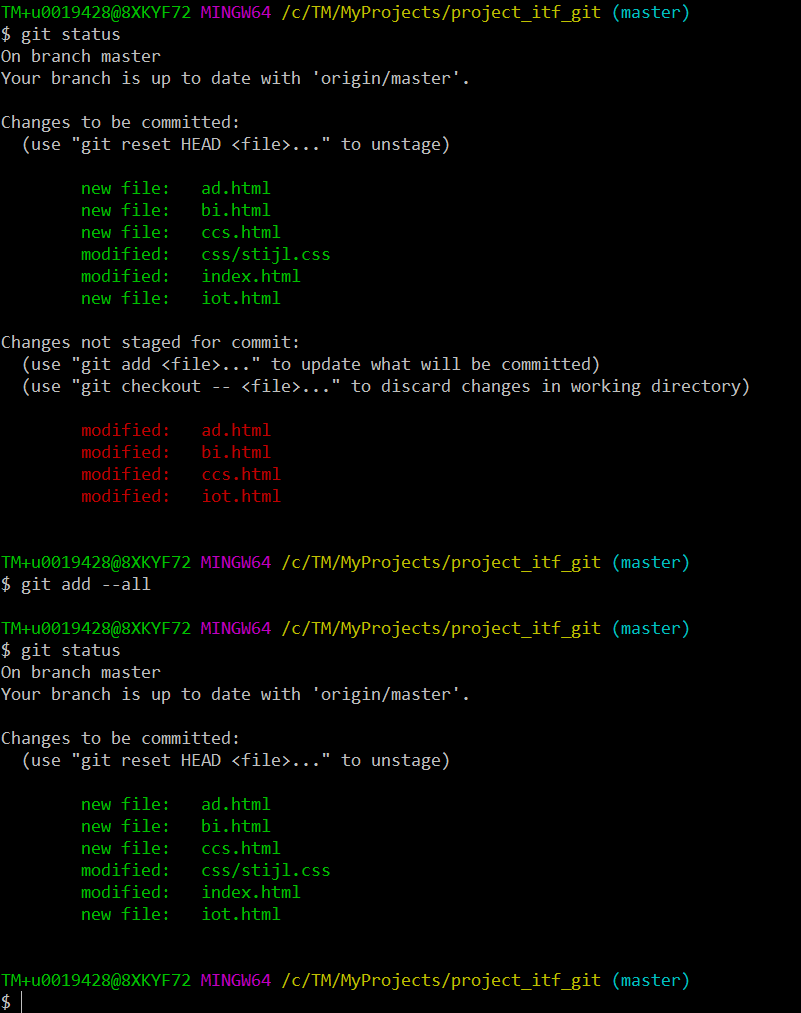 TM+u0019428@8XKYF72 MINGW64 /c/TM/MyProjects/project_itf_git (master)
$ git status
On branch master
Your branch is up to date with 'origin/master'.

Changes to be committed:
  (use "git reset HEAD <file>..." to unstage)

        new file:   ad.html
        new file:   bi.html
        new file:   ccs.html
        modified:   css/stijl.css
        modified:   index.html
        new file:   iot.html

Changes not staged for commit:
  (use "git add <file>..." to update what will be committed)
  (use "git checkout -- <file>..." to discard changes in working directory)

        modified:   ad.html
        modified:   bi.html
        modified:   ccs.html
        modified:   iot.html


TM+u0019428@8XKYF72 MINGW64 /c/TM/MyProjects/project_itf_git (master)
$ git add --all

TM+u0019428@8XKYF72 MINGW64 /c/TM/MyProjects/project_itf_git (master)
$ git status
On branch master
Your branch is up to date with 'origin/master'.

Changes to be committed:
  (use "git reset HEAD <file>..." to unstage)

        new file:   ad.html
        new file:   bi.html
        new file:   ccs.html
        modified:   css/stijl.css
        modified:   index.html
        new file:   iot.html


TM+u0019428@8XKYF72 MINGW64 /c/TM/MyProjects/project_itf_git (master)
$